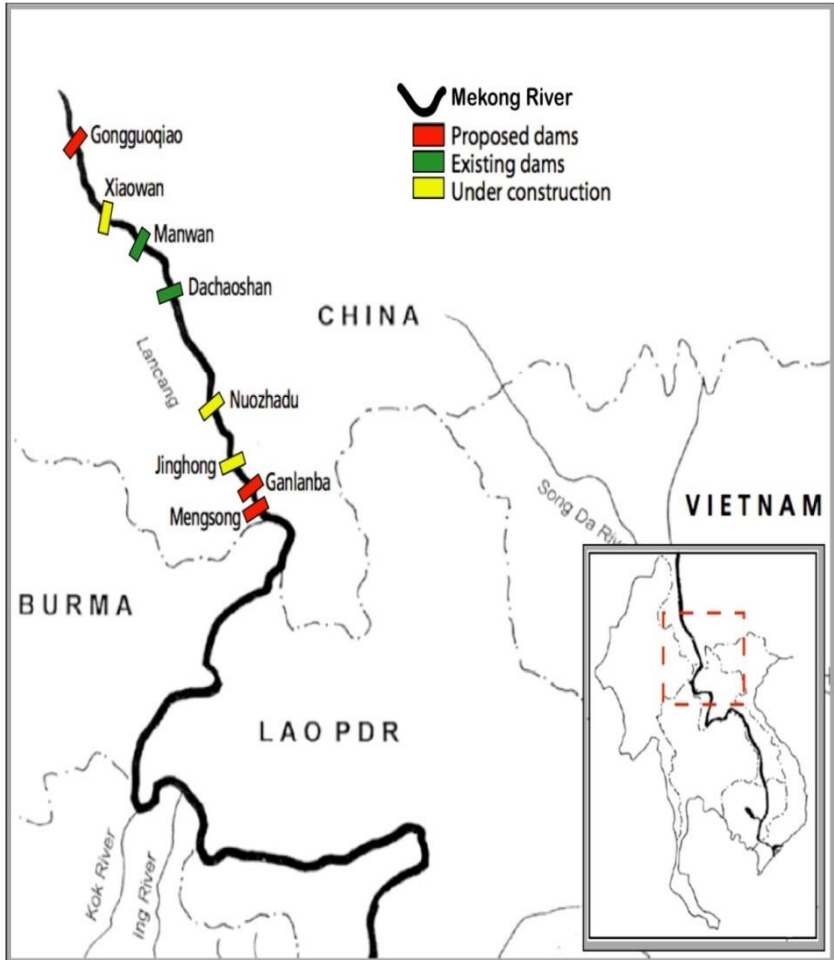 Mekong River
Proposed dams
Existing dams
Under construction
Gongguoqiao
Xiaowan
Manwan
Dachaoshan
CHINA
Lancang
Nuozhadu
Jinghong
Ganlanba
Mengsong
Song Da Riv
VIETNAM
BURMA
LAO PDR
Kok River
Ing River